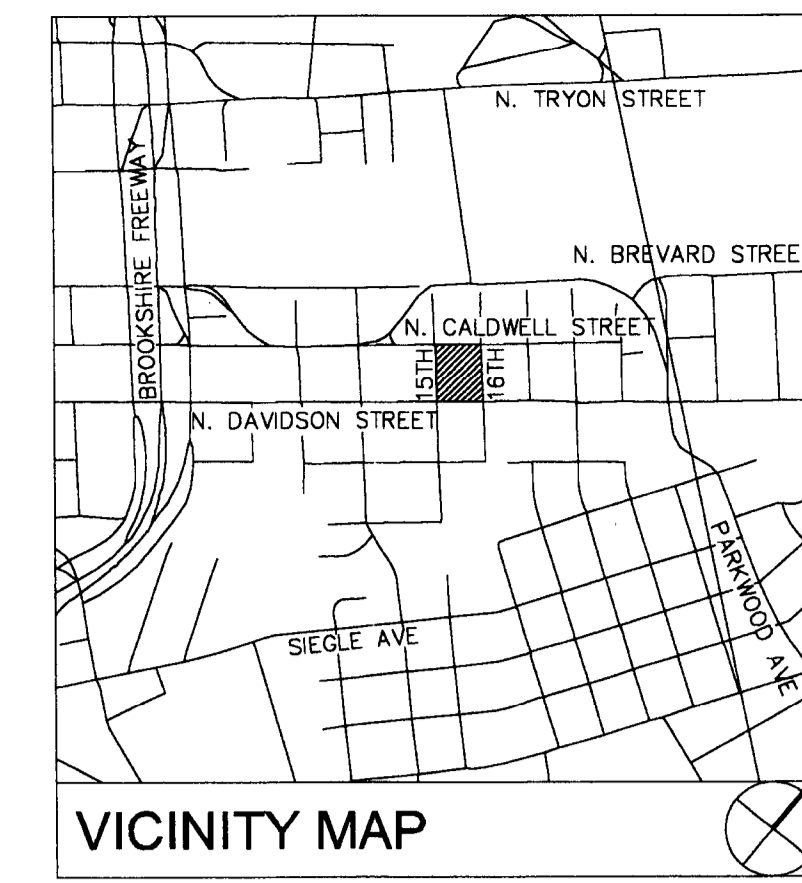 N. TRYON STREET
BROOKSHIRE FREEWAY
N. BREVARD STREE
N. CALDWELL STREET
15TH
16TH
N. DAVIDSON STREET
PARKWOOD AVE
SIEGLE AVE
VICINITY MAP